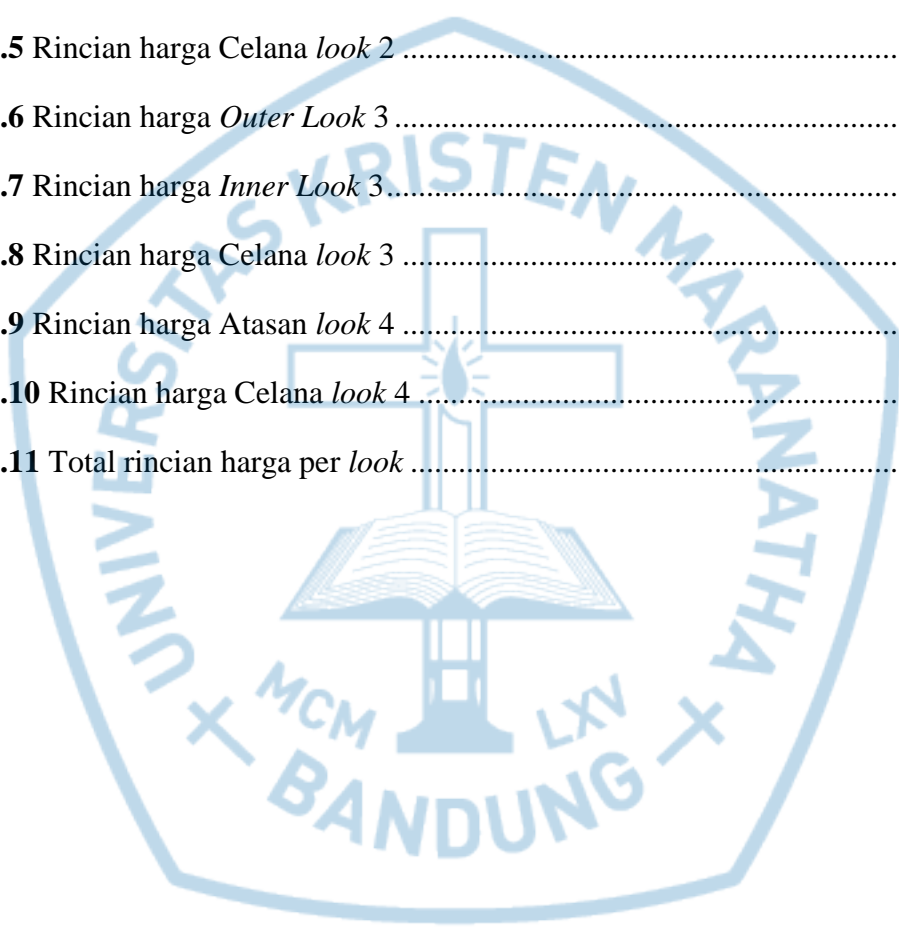 .5 Rincian harga Celana look 2 ......................................................................
.6 Rincian harga Outer Look 3 ......................................................................
.7 Rincian harga Inner Look 3 ......................................................................
.8 Rincian harga Celana look 3 ......................................................................
.9 Rincian harga Atasan look 4 ......................................................................
.10 Rincian harga Celana look 4 ....................................................................
.11 Total rincian harga per look .....................................................................
UNIVERSITAS KRISTEN MARANATHA
MCM LXV
BANDUNG